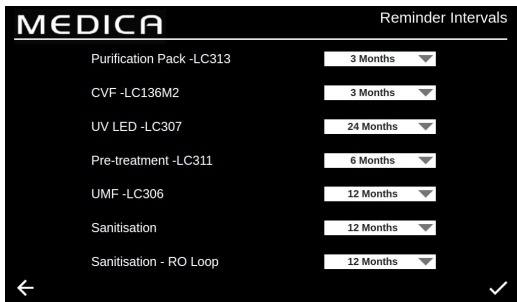 MEDICA
Reminder Intervals
Purification Pack -LC313 3 Months
CVF -LC136M2 3 Months
UV LED -LC307 24 Months
Pre-treatment -LC311 6 Months
UMF -LC306 12 Months
Sanitisation 12 Months
Sanitisation - RO Loop 12 Months